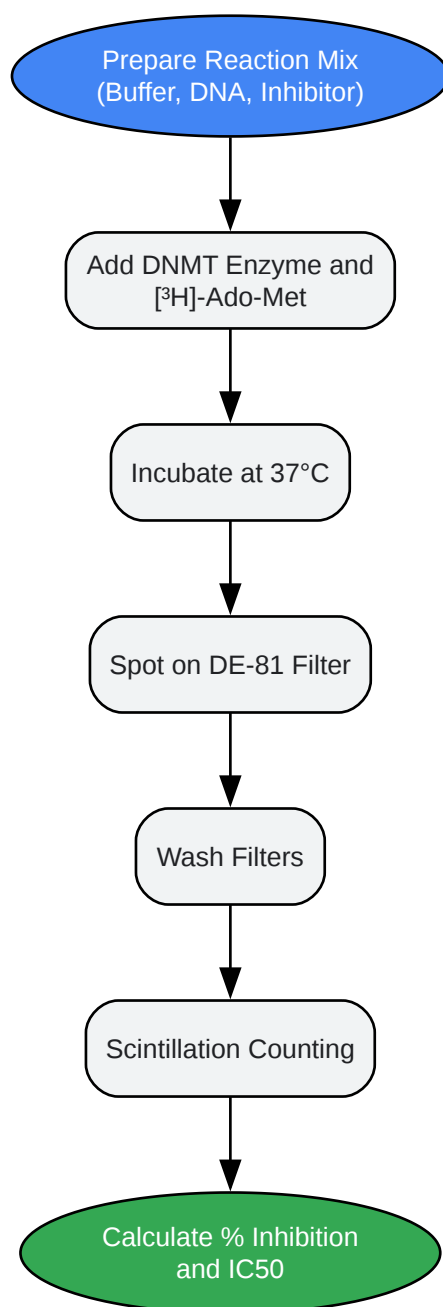 Prepare Reaction Mix
(Buffer, DNA, Inhibitor)
Add DNMT Enzyme and
[³H]-Ado-Met
Incubate at 37°C
Spot on DE-81 Filter
Wash Filters
Scintillation Counting
Calculate % Inhibition
and IC50